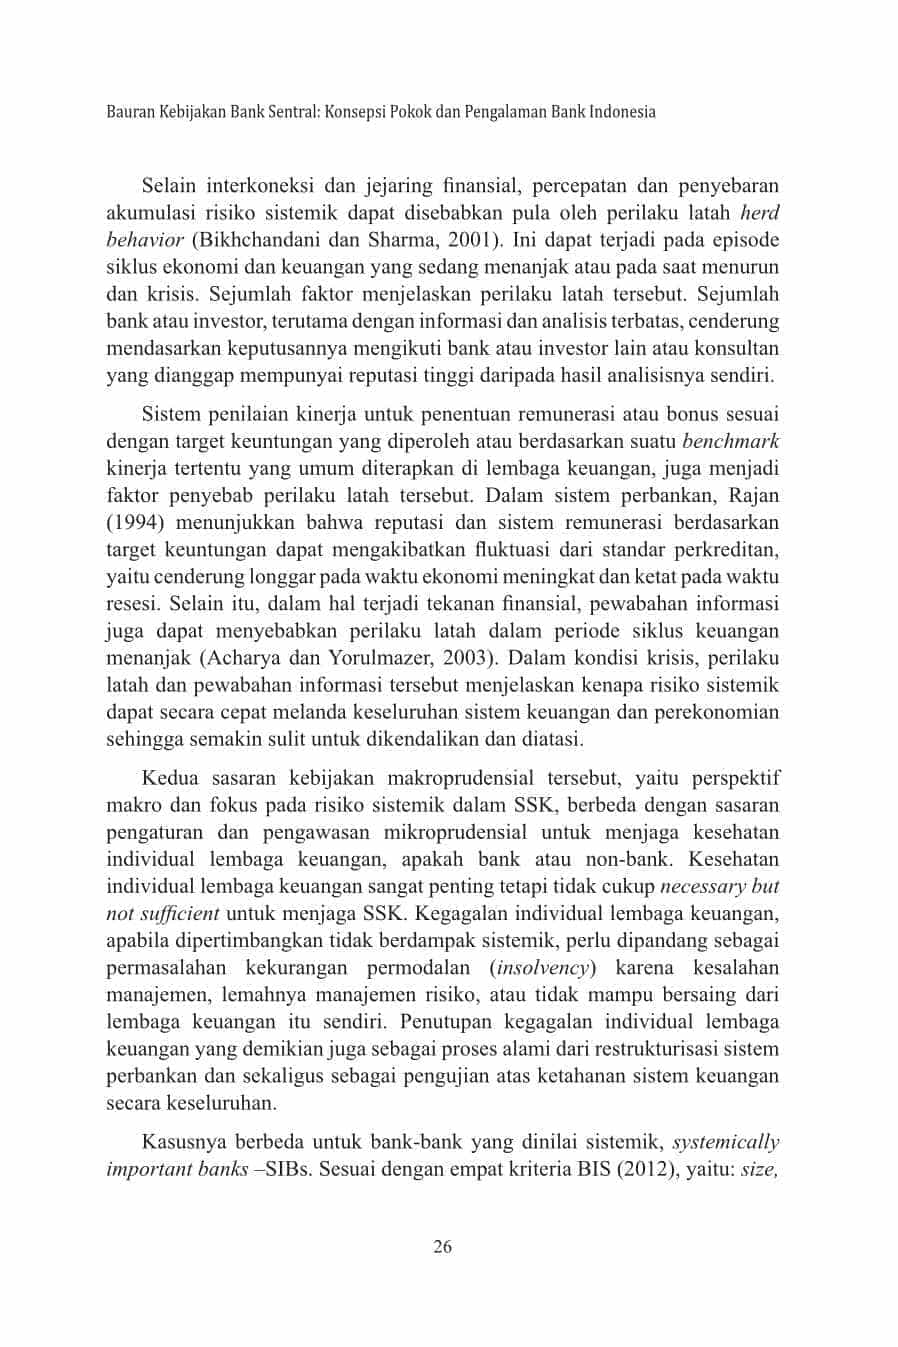 Bauran Kebijakan Bank Sentral: Konsepsi Pokok dan Pengalaman Bank Indonesia
Selain interkoneksi dan jejaring finansial, percepatan dan penyebaran
akumulasi risiko sistemik dapat disebabkan pula oleh perilaku latah herd
behavior (Bikhchandani dan Sharma, 2001). Ini dapat terjadi pada episode
siklus ekonomi dan keuangan yang sedang menanjak atau pada saat menurun
dan krisis. Sejumlah faktor menjelaskan perilaku latah tersebut. Sejumlah
bank atau investor, terutama dengan informasi dan analisis terbatas, cenderung
mendasarkan keputusannya mengikuti bank atau investor lain atau konsultan
yang dianggap mempunyai reputasi tinggi daripada hasil analisisnya sendiri.
Sistem penilaian kinerja untuk penentuan remunerasi atau bonus sesuai
dengan target keuntungan yang diperoleh atau berdasarkan suatu benchmark
kinerja tertentu yang umum diterapkan di lembaga keuangan, juga menjadi
faktor penyebab perilaku latah tersebut. Dalam sistem perbankan, Rajan
(1994) menunjukkan bahwa reputasi dan sistem remunerasi berdasarkan
target keuntungan dapat mengakibatkan fluktuasi dari standar perkreditan,
yaitu cenderung longgar pada waktu ekonomi meningkat dan ketat pada waktu
resesi. Selain itu, dalam hal terjadi tekanan finansial, pewabahan informasi
juga dapat menyebabkan perilaku latah dalam periode siklus keuangan
menanjak (Acharya dan Yorulmazer, 2003). Dalam kondisi krisis, perilaku
latah dan pewabahan informasi tersebut menjelaskan kenapa risiko sistemik
dapat secara cepat melanda keseluruhan sistem keuangan dan perekonomian
sehingga semakin sulit untuk dikendalikan dan diatasi.
Kedua sasaran kebijakan makroprudensial tersebut, yaitu perspektif
makro dan fokus pada risiko sistemik dalam SSK, berbeda dengan sasaran
pengaturan dan pengawasan mikroprudensial untuk menjaga kesehatan
individual lembaga keuangan, apakah bank atau non-bank. Kesehatan
individual lembaga keuangan sangat penting tetapi tidak cukup necessary but
not sufficient untuk menjaga SSK. Kegagalan individual lembaga keuangan,
apabila dipertimbangkan tidak berdampak sistemik, perlu dipandang sebagai
permasalahan kekurangan permodalan (insolvency) karena kesalahan
manajemen, lemahnya manajemen risiko, atau tidak mampu bersaing dari
lembaga keuangan itu sendiri. Penutupan kegagalan individual lembaga
keuangan yang demikian juga sebagai proses alami dari restrukturisasi sistem
perbankan dan sekaligus sebagai pengujian atas ketahanan sistem keuangan
secara keseluruhan.
Kasusnya berbeda untuk bank-bank yang dinilai sistemik, systemically
important banks –SIBs. Sesuai dengan empat kriteria BIS (2012), yaitu: size,
26